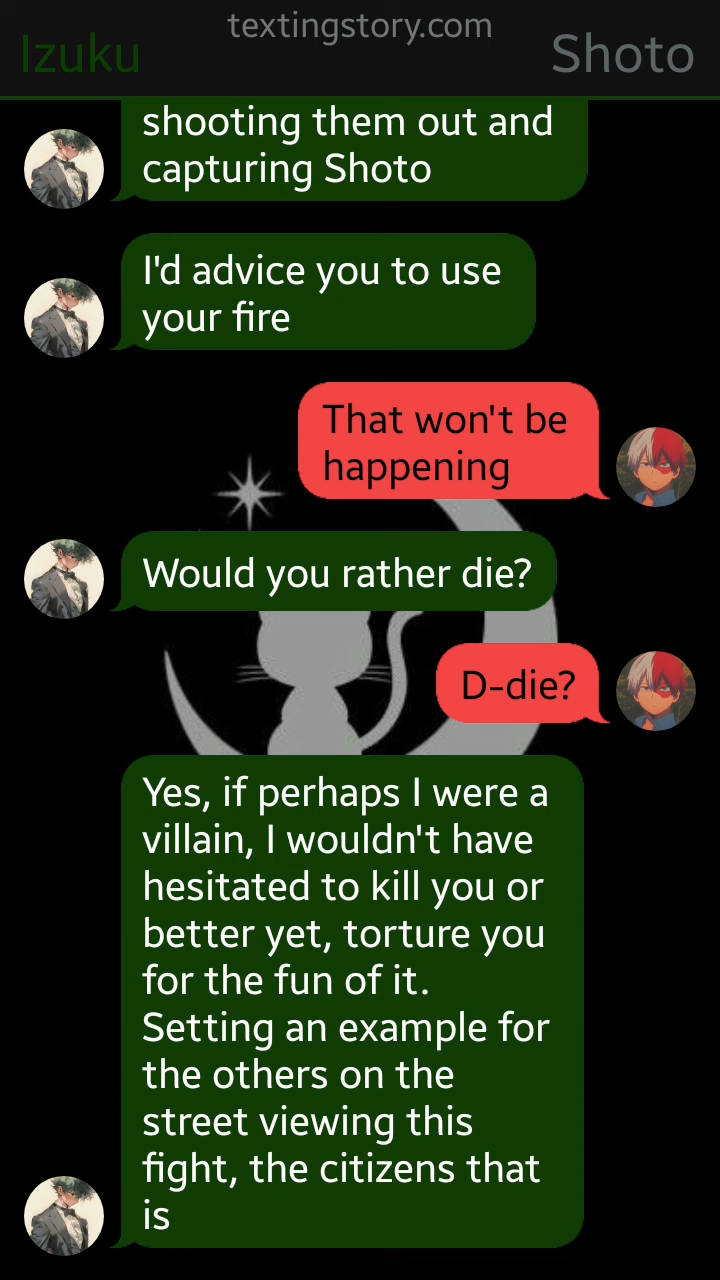 textingstory.com
Izuku
Shoto
shooting them out and
capturing Shoto
I'd advice you to use
your fire
That won't be
happening
Would you rather die?
D-die?
Yes, if perhaps I were a
villain, I wouldn't have
hesitated to kill you or
better yet, torture you
for the fun of it.
Setting an example for
the others on the
street viewing this
fight, the citizens that
is